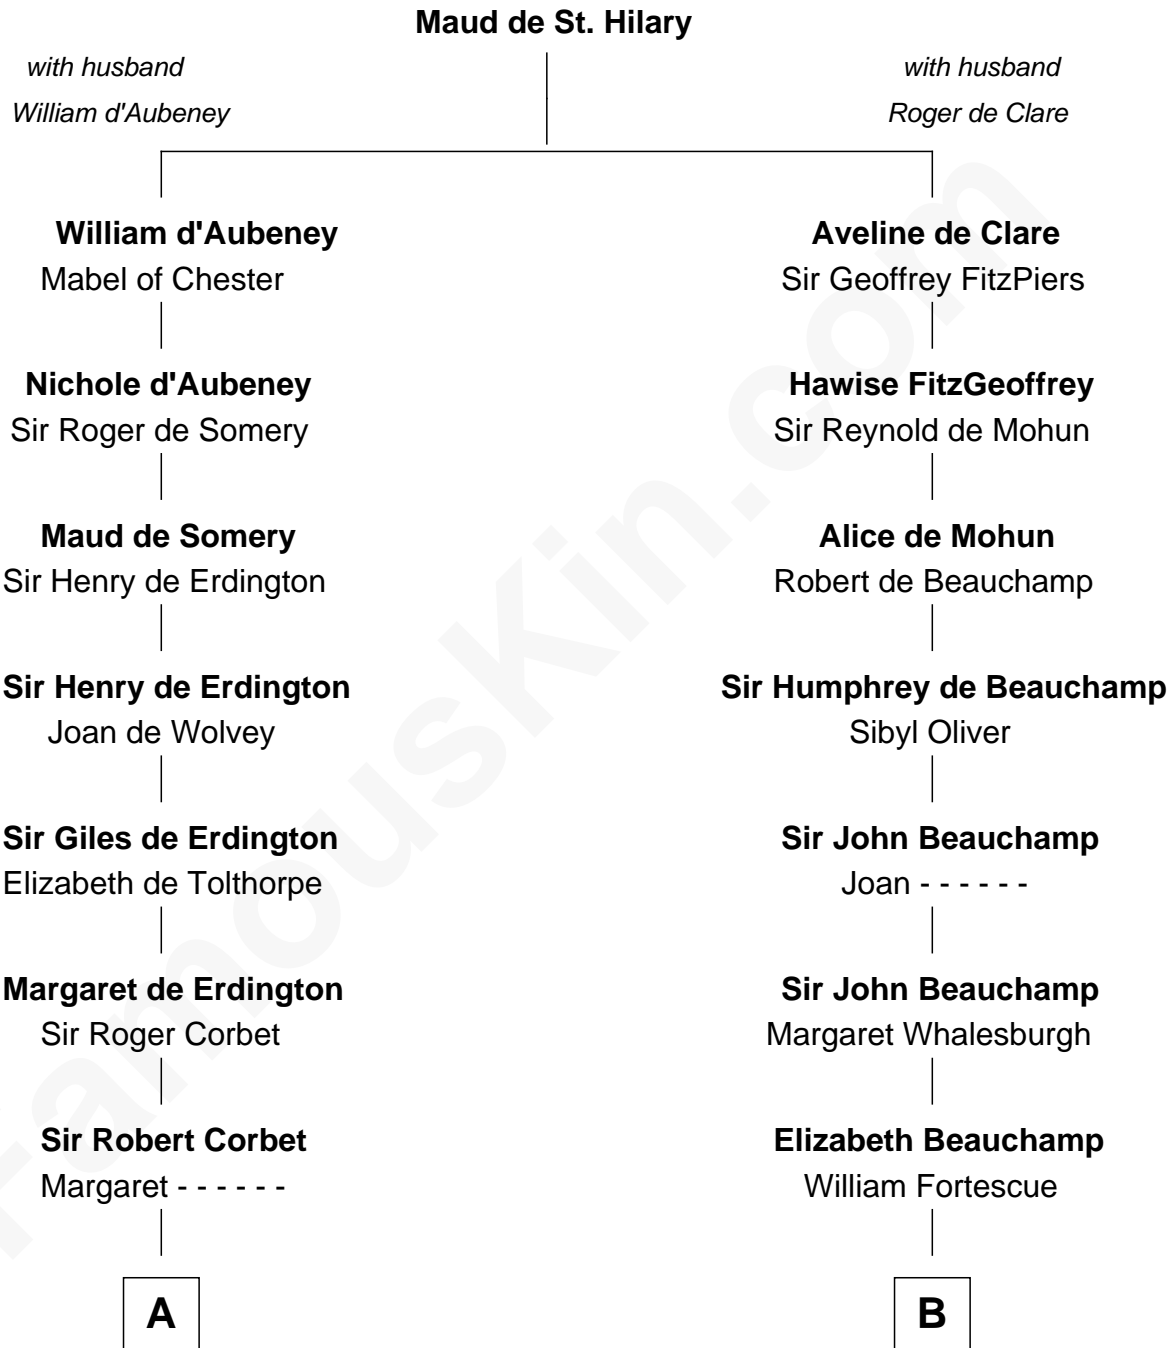 Maud de St. Hilary
with husband
William d'Aubeney
with husband
Roger de Clare
William d'Aubeney
Mabel of Chester
Aveline de Clare
Sir Geoffrey FitzPiers
Nichole d'Aubeney
Sir Roger de Somery
Hawise FitzGeoffrey
Sir Reynold de Mohun
Maud de Somery
Sir Henry de Erdington
Alice de Mohun
Robert de Beauchamp
Sir Henry de Erdington
Joan de Wolvey
Sir Humphrey de Beauchamp
Sibyl Oliver
Sir Giles de Erdington
Elizabeth de Tolthorpe
Sir John Beauchamp
Joan - - - - - -
Margaret de Erdington
Sir Roger Corbet
Sir John Beauchamp
Margaret Whalesburgh
Sir Robert Corbet
Margaret - - - - - -
Elizabeth Beauchamp
William Fortescue
A
B
FamousKin.com